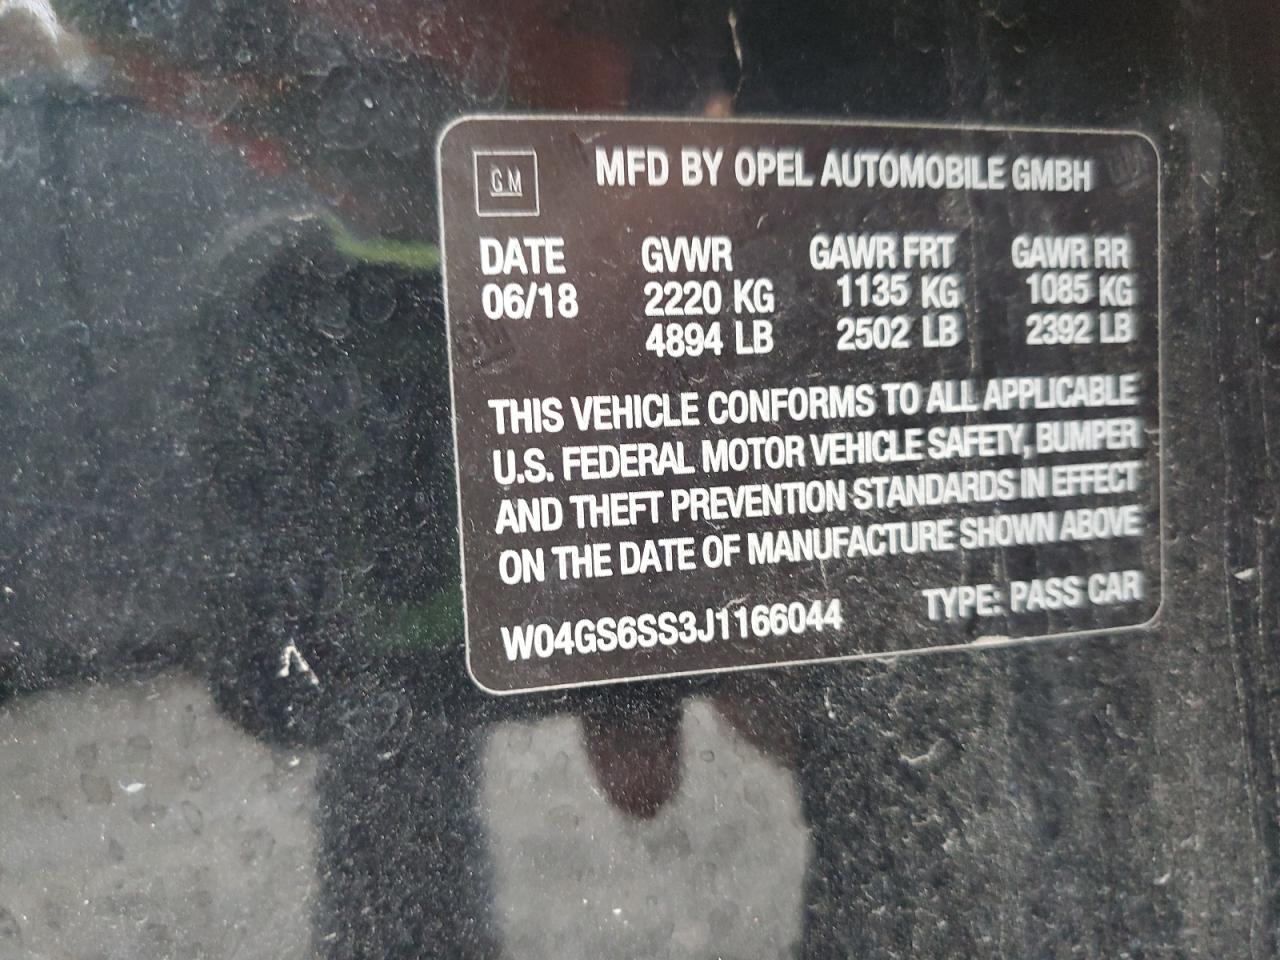 GM MFD BY OPEL AUTOMOBILE GMBH
DATE GVWR GAWR FRT GAWR RR
06/18 2220 KG 1135 KG 1085 KG
4894 LB 2502 LB 2392 LB
THIS VEHICLE CONFORMS TO ALL APPLICABLE
U.S. FEDERAL MOTOR VEHICLE SAFETY, BUMPER
AND THEFT PREVENTION STANDARDS IN EFFECT
ON THE DATE OF MANUFACTURE SHOWN ABOVE
W04GS6SS3J1166044 TYPE: PASS CAR